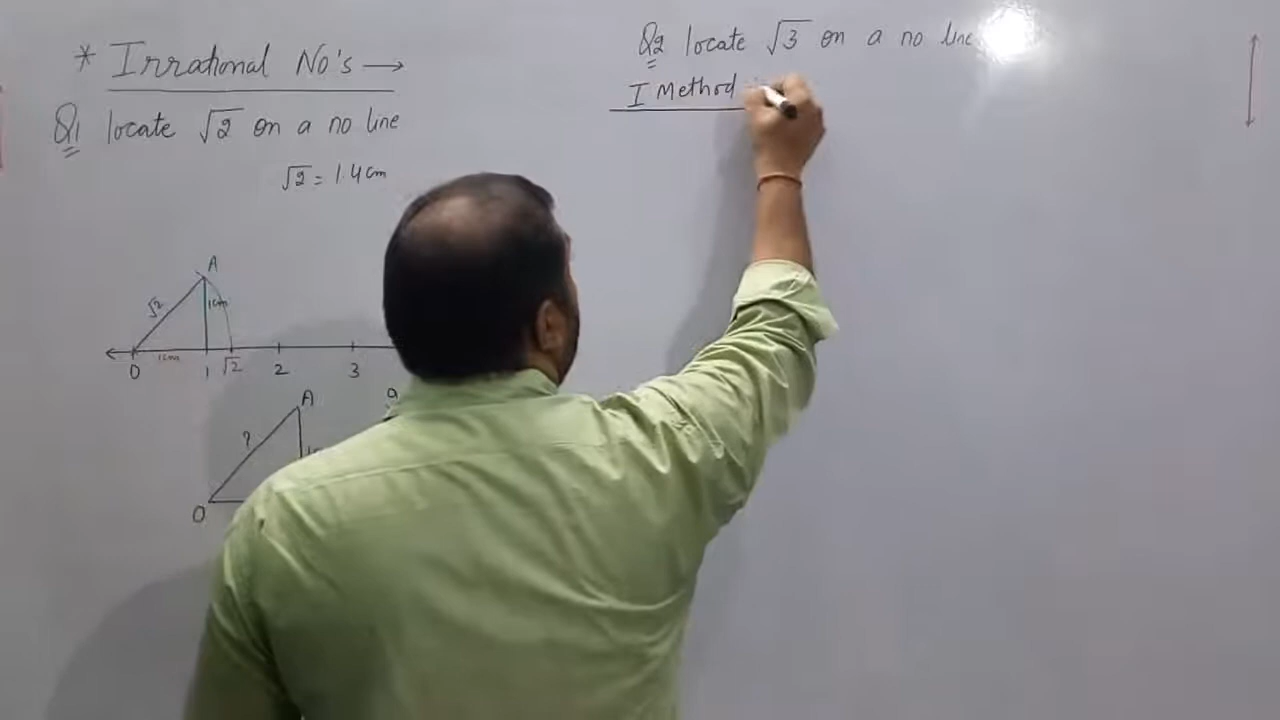 * Irrational No's →
Q1 locate √2 on a no line
√2 = 1.4 cm
A
√2
1cm
1cm
0 1 √2 2 3
A
?
O
Q2 locate √3 on a no line
I Method